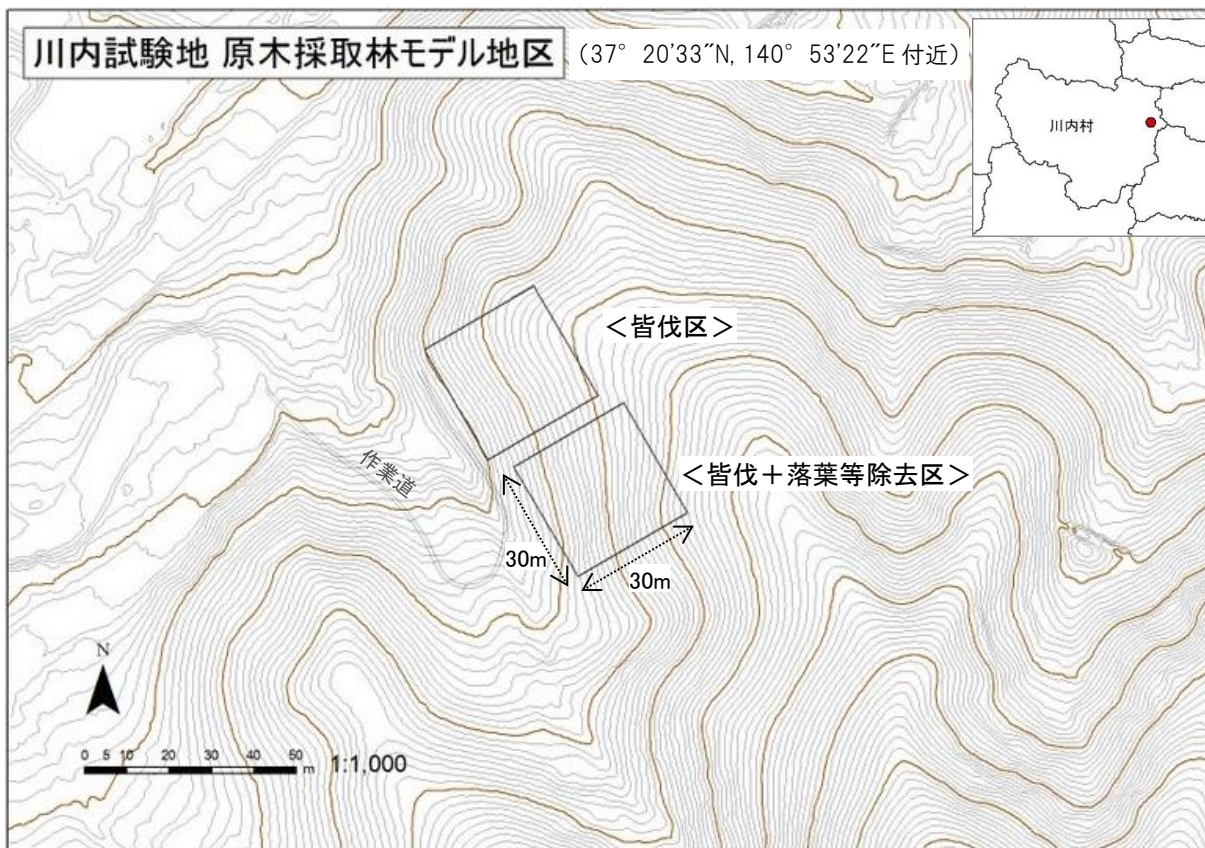 川内試験地 原木採取林モデル地区 (37° 20′33″N, 140° 53′22″E 付近)
川内村
＜皆伐区＞
＜皆伐＋落葉等除去区＞
作業道
30m
30m
N
0 5 10 20 30 40 50
m
1:1,000